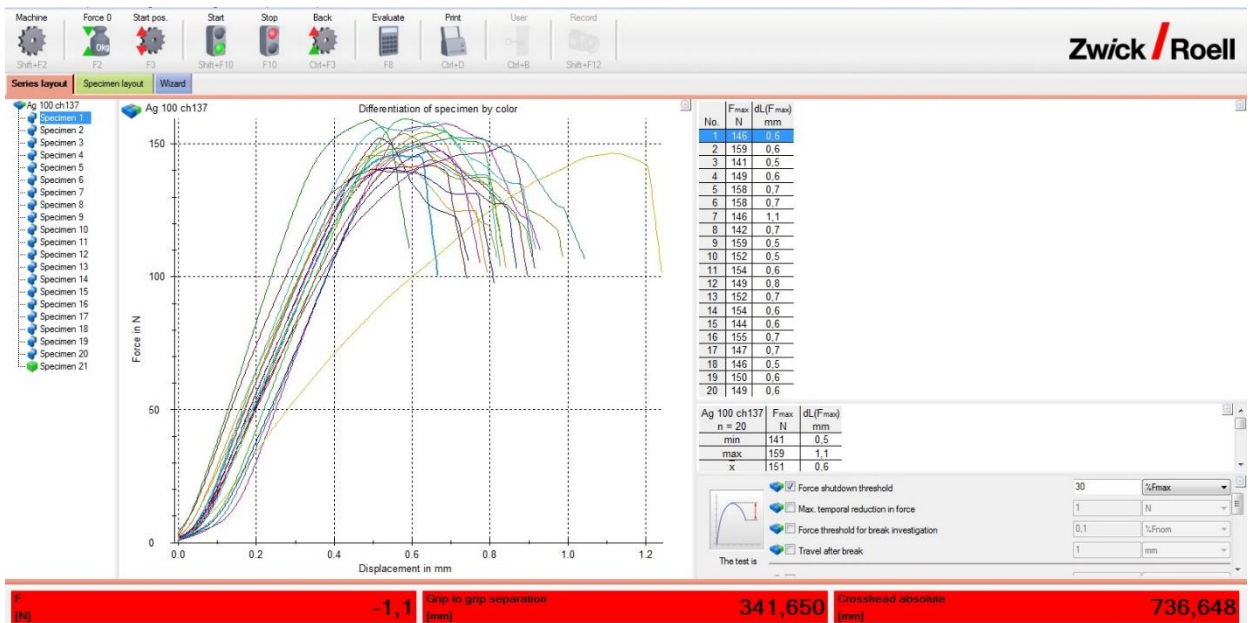 Machine Force 0 Start pos. Start Stop Back Evaluate Print User Record
0kg
Shift+F2 F2 F3 Shift+F10 F10 Ctrl+F3 F8 Ctrl+D Ctrl+B Shift+F12
Zwick / Roell
Series layout Specimen layout Wizard
Ag 100 ch137
Specimen 1
Specimen 2
Specimen 3
Specimen 4
Specimen 5
Specimen 6
Specimen 7
Specimen 8
Specimen 9
Specimen 10
Specimen 11
Specimen 12
Specimen 13
Specimen 14
Specimen 15
Specimen 16
Specimen 17
Specimen 18
Specimen 19
Specimen 20
Specimen 21
Ag 100 ch137 Differentiation of specimen by color
150
100
50
0
Force in N
0.0 0.2 0.4 0.6 0.8 1.0 1.2
Displacement in mm
Fmax dL(Fmax)
No. N mm
1 146 0,6
2 159 0,6
3 141 0,5
4 149 0,6
5 158 0,7
6 158 0,7
7 146 1,1
8 142 0,7
9 159 0,5
10 152 0,5
11 154 0,6
12 149 0,8
13 152 0,7
14 154 0,6
15 144 0,6
16 155 0,7
17 147 0,7
18 146 0,5
19 150 0,6
20 149 0,6
Ag 100 ch137 Fmax dL(Fmax)
n = 20 N mm
min 141 0,5
max 159 1,1
x̄ 151 0,6
Force shutdown threshold 30 %Fmax
Max. temporal reduction in force 1 N
Force threshold for break investigation 0,1 %Fnom
Travel after break 1 mm
The test is
F -1,1
[N]
Grip to grip separation 341,650
[mm]
Crosshead absolute 736,648
[mm]